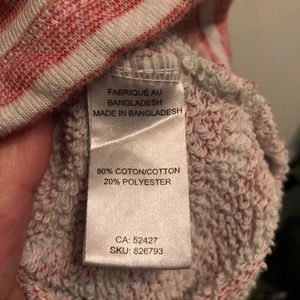 FABRIQUÉ AU
BANGLADESH
MADE IN BANGLADESH
80% COTON/COTTON
20% POLYESTER
CA: 52427
SKU: 826793